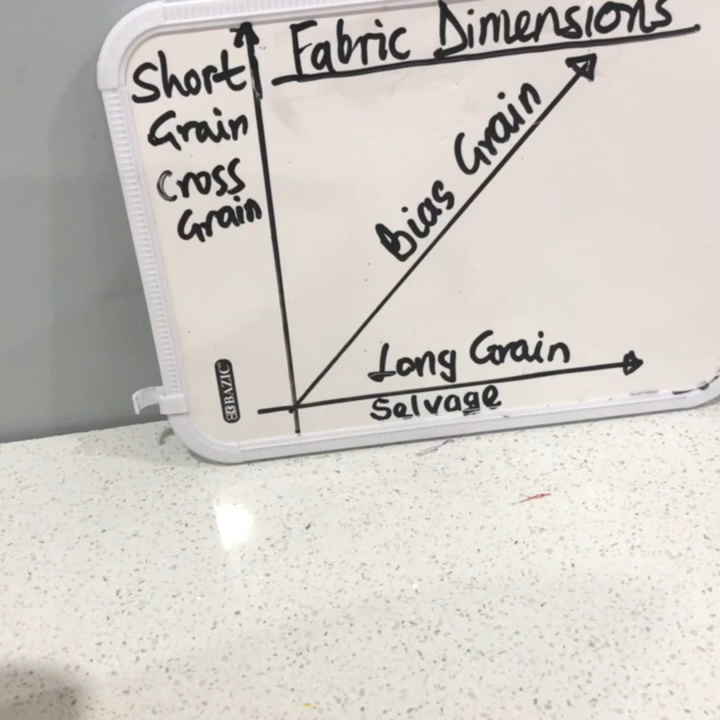 Fabric Dimensions
Short
Grain
Cross
Grain
Bias Grain
Long Grain
Selvage
BAZIC